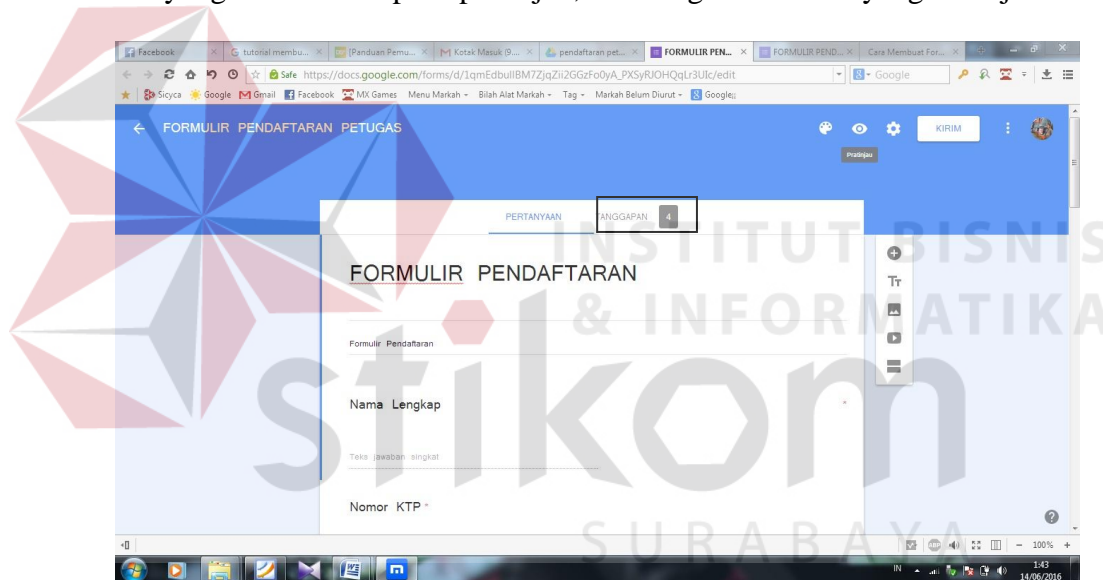 Facebook
tutorial membu...
[Panduan Pemu...
Kotak Masuk (9....
pendaftaran pet...
FORMULIR PEN...
FORMULIR PEND...
Cara Membuat For...
Safe https://docs.google.com/forms/d/
/edit
Google
Sicyca Google Gmail Facebook MX Games Menu Markah Bilah Alat Markah Tag Markah Belum Diurut Google
FORMULIR PENDAFTARAN PETUGAS
KIRIM
Pratinjau
PERTANYAAN TANGGAPAN 4
INSTITUT BISNIS
FORMULIR PENDAFTARAN
& INFORMATIKA
Formulir Pendaftaran
stikom
Nama Lengkap
Teks jawaban singkat
Nomor KTP *
SURABAYA
ABP
100%
IN
1:43
14/06/2016